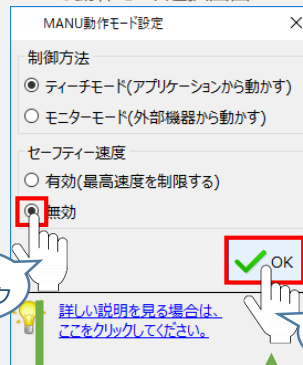 MANU動作モード設定
制御方法
ティーチモード(アプリケーションから動かす)
モニターモード(外部機器から動かす)
セーフティー速度
有効(最高速度を制限する)
無効
OK
詳しい説明を見る場合は、
ここをクリックしてください。